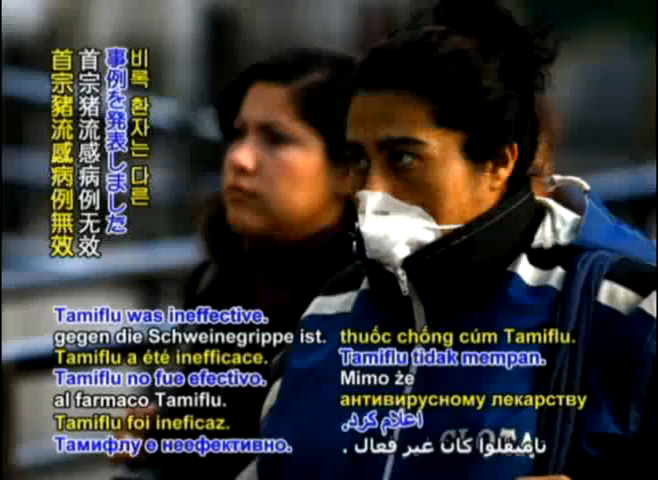 비록 환자는 다른
事例を発表しました
首宗猪流感病例无效
首宗豬流感病例無效
Tamiflu was ineffective.
gegen die Schweinegrippe ist.
Tamiflu a été inefficace.
Tamiflu no fue efectivo.
al farmaco Tamiflu.
Tamiflu foi ineficaz.
Тамифлу е неефективно.
thuốc chống cúm Tamiflu.
Tamiflu tidak mempan.
Mimo że
антивирусному лекарству
اعلام کرد.
تاميفلوا كان غير فعال .